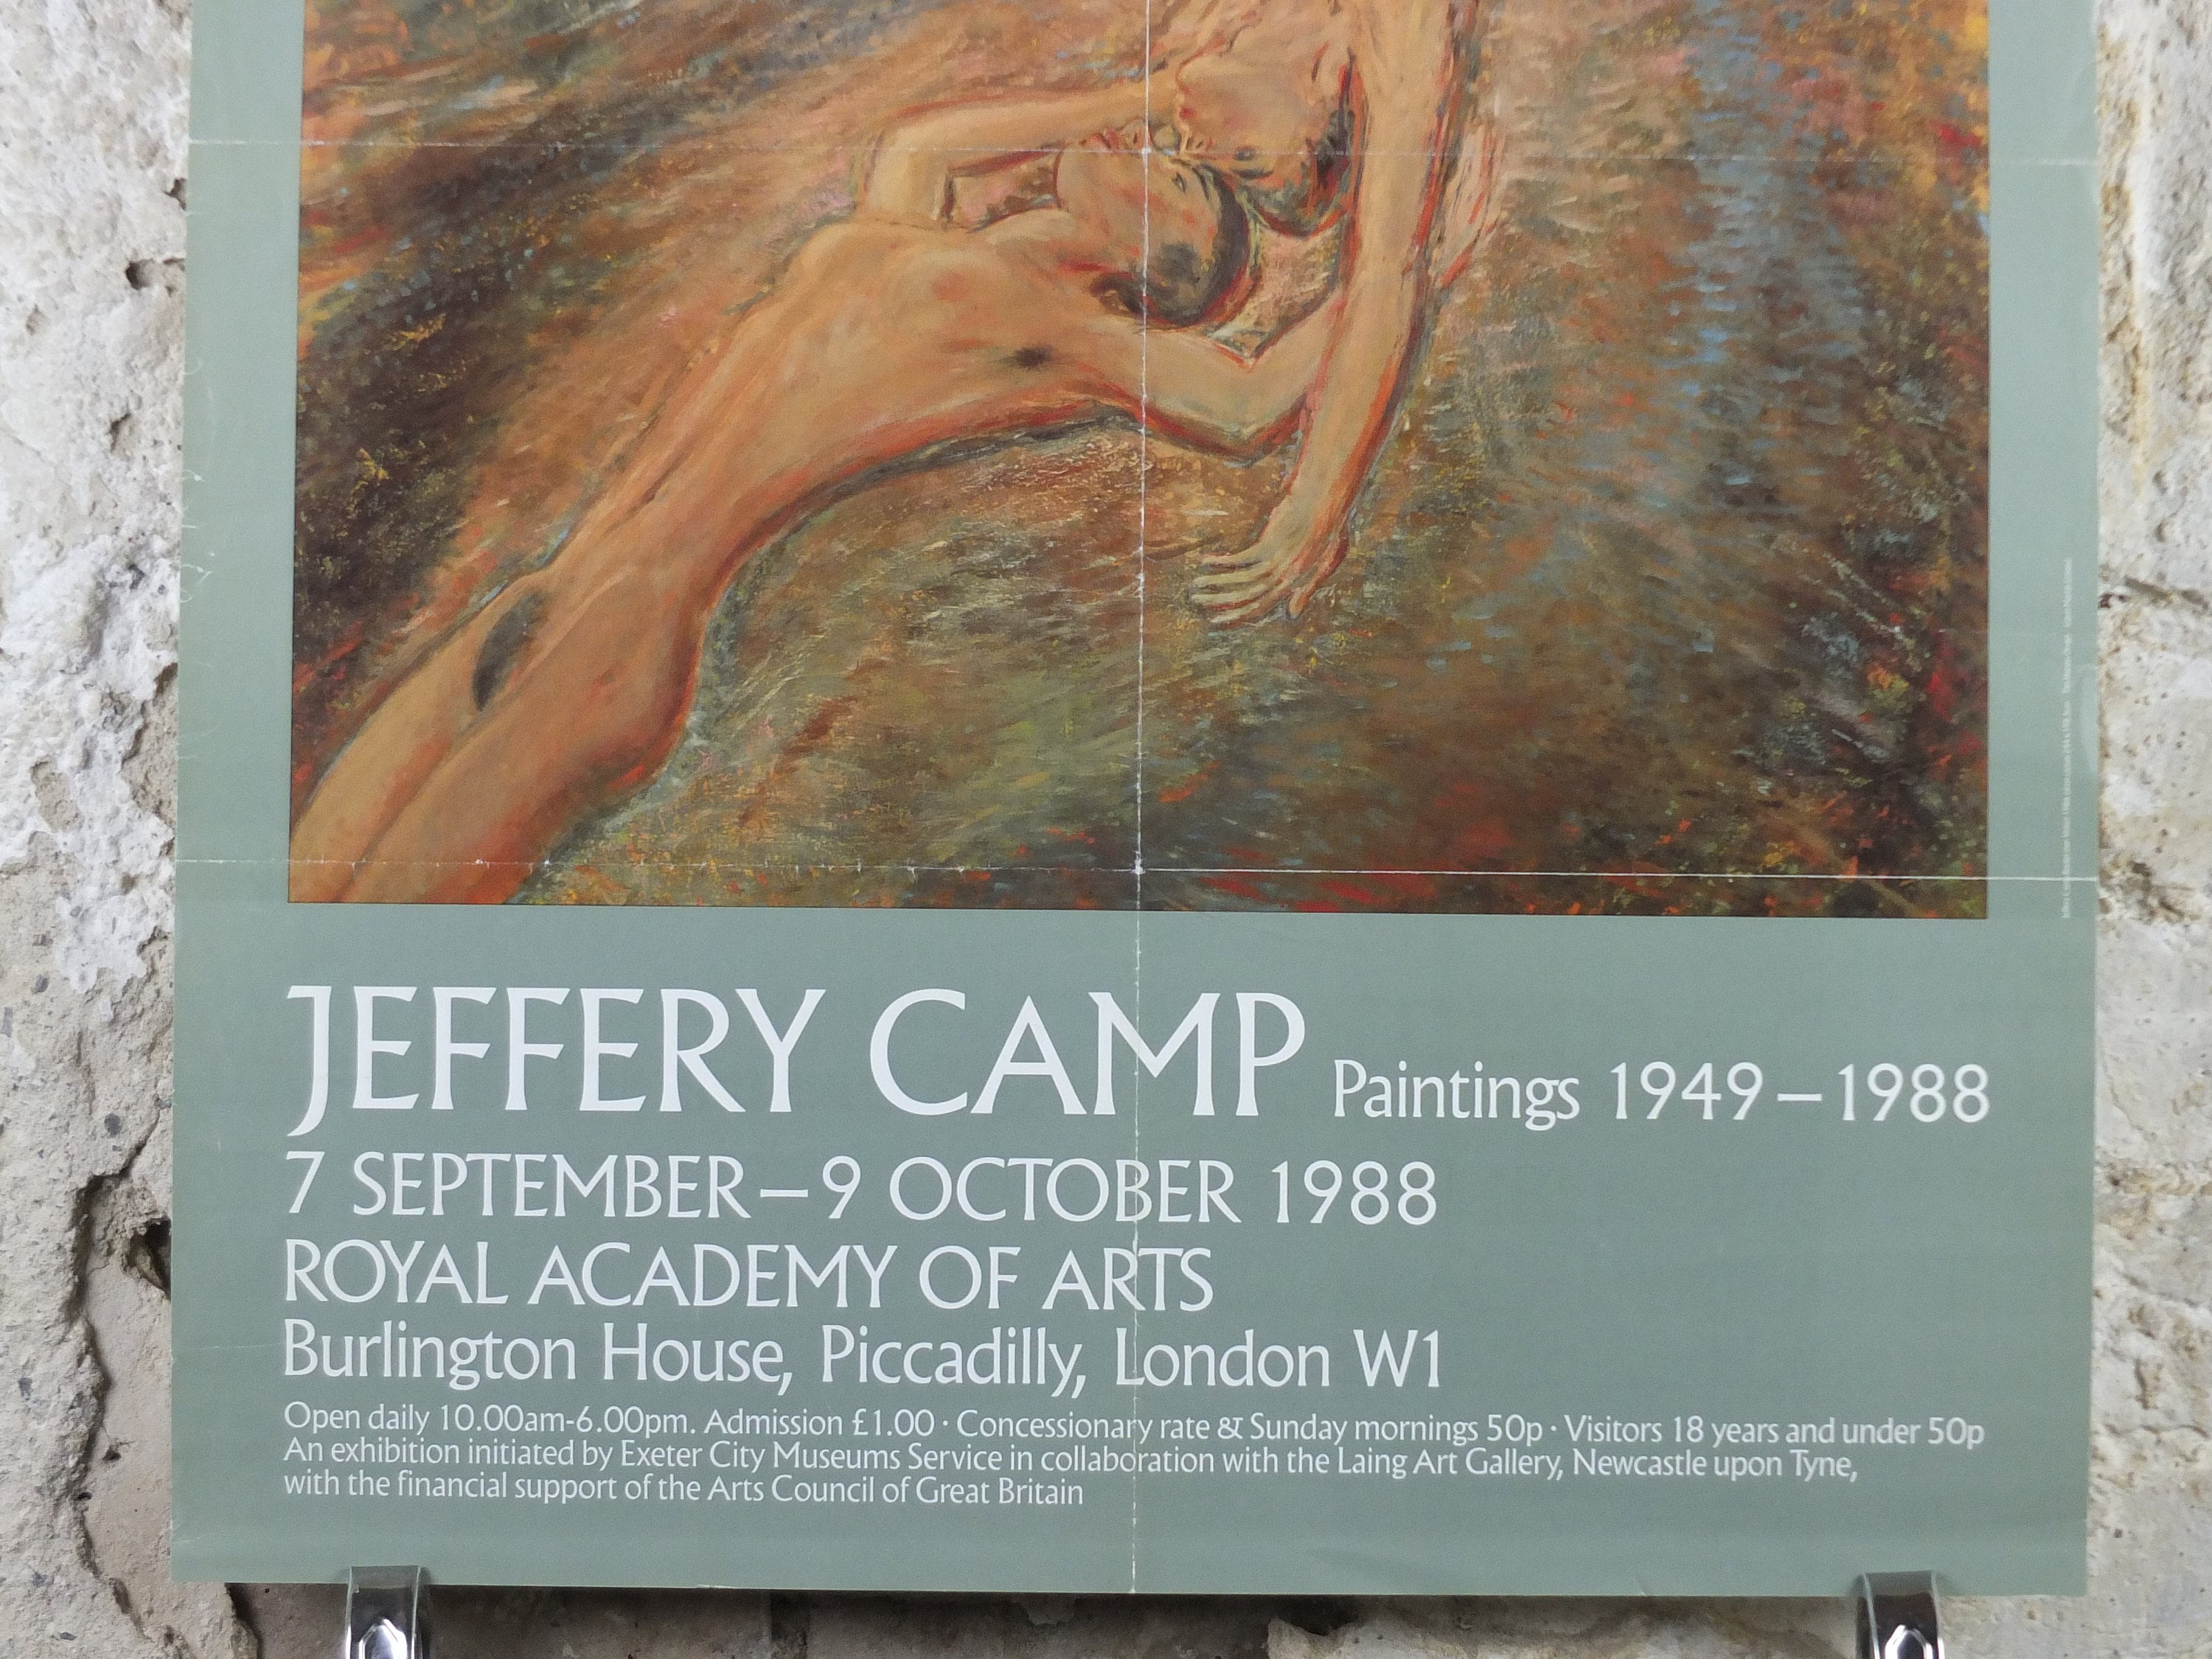 JEFFERY CAMP Paintings 1949–1988
7 SEPTEMBER–9 OCTOBER 1988
ROYAL ACADEMY OF ARTS
Burlington House, Piccadilly, London W1
Open daily 10.00am-6.00pm. Admission £1.00 · Concessionary rate & Sunday mornings 50p · Visitors 18 years and under 50p
An exhibition initiated by Exeter City Museums Service in collaboration with the Laing Art Gallery, Newcastle upon Tyne,
with the financial support of the Arts Council of Great Britain